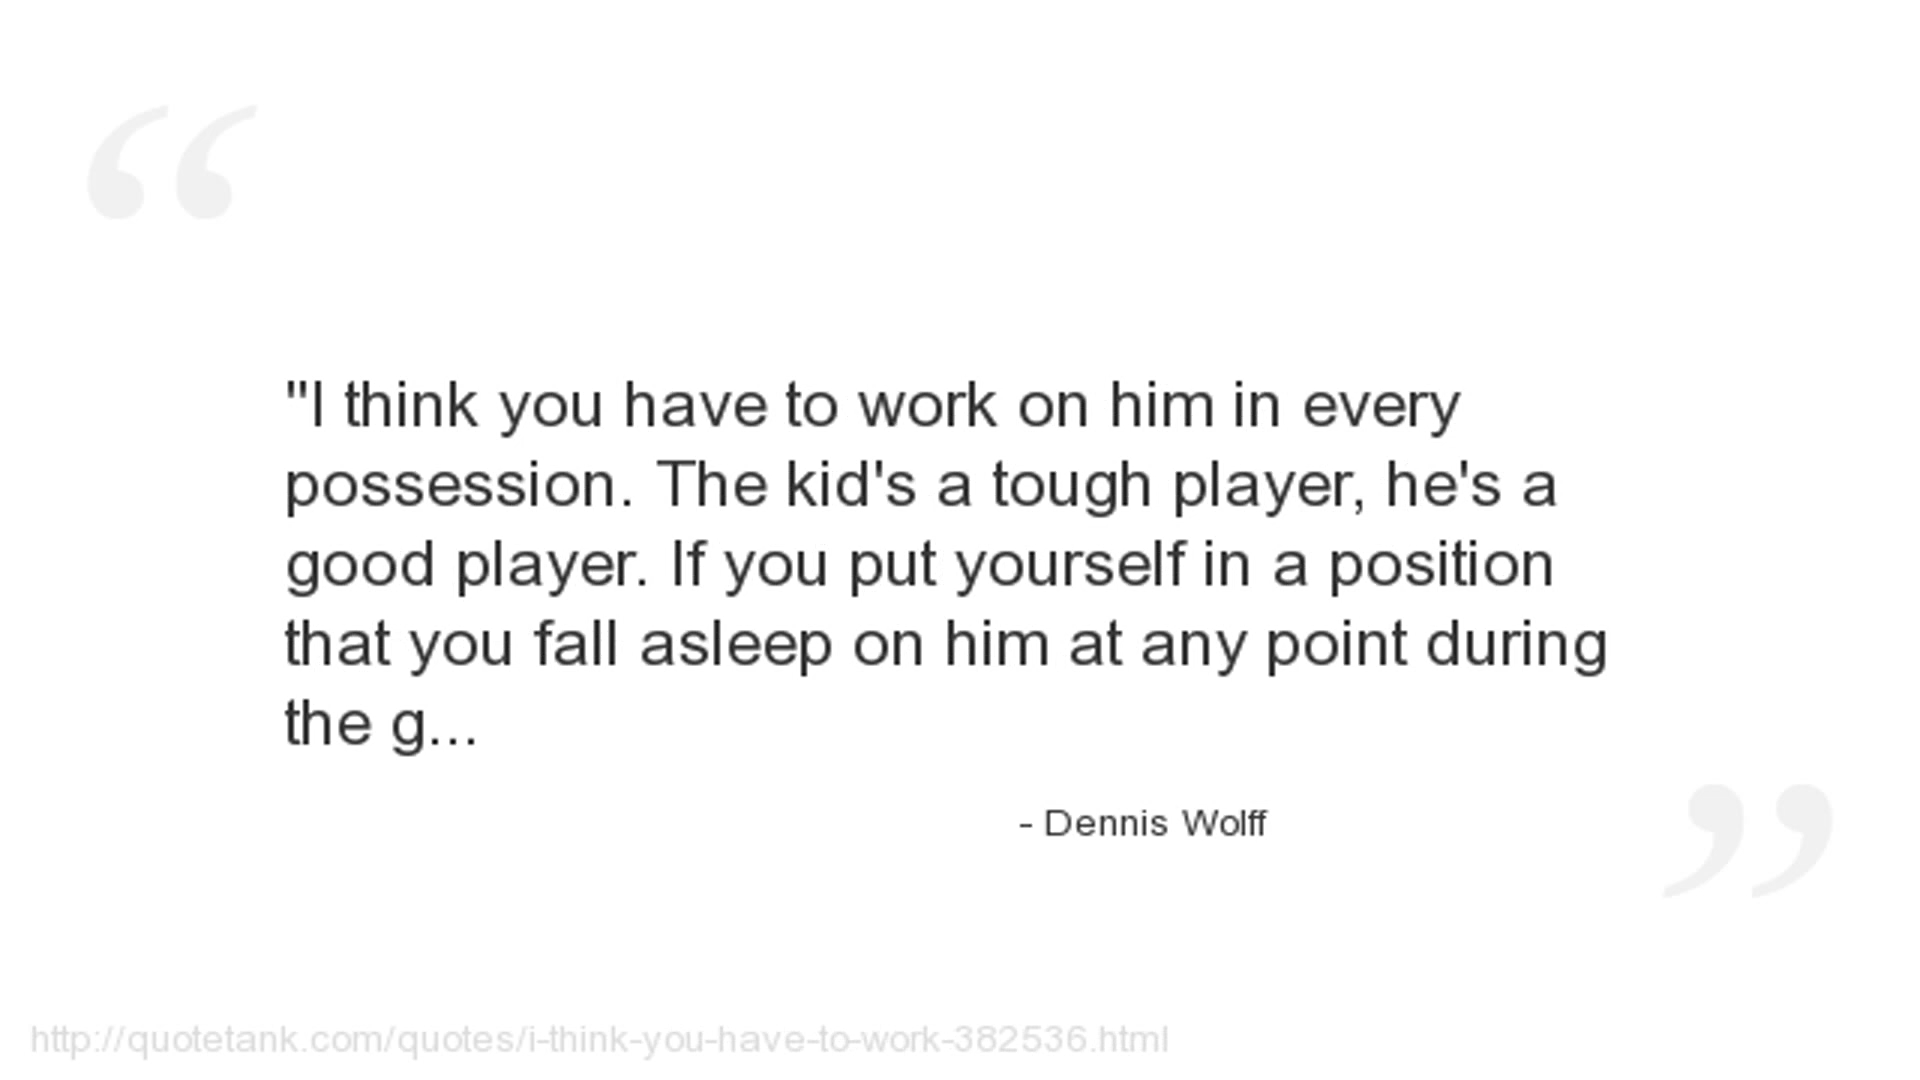 "I think you have to work on him in every
possession. The kid's a tough player, he's a
good player. If you put yourself in a position
that you fall asleep on him at any point during
the g...
- Dennis Wolff
http://quotetank.com/quotes/i-think-you-have-to-work-382536.html